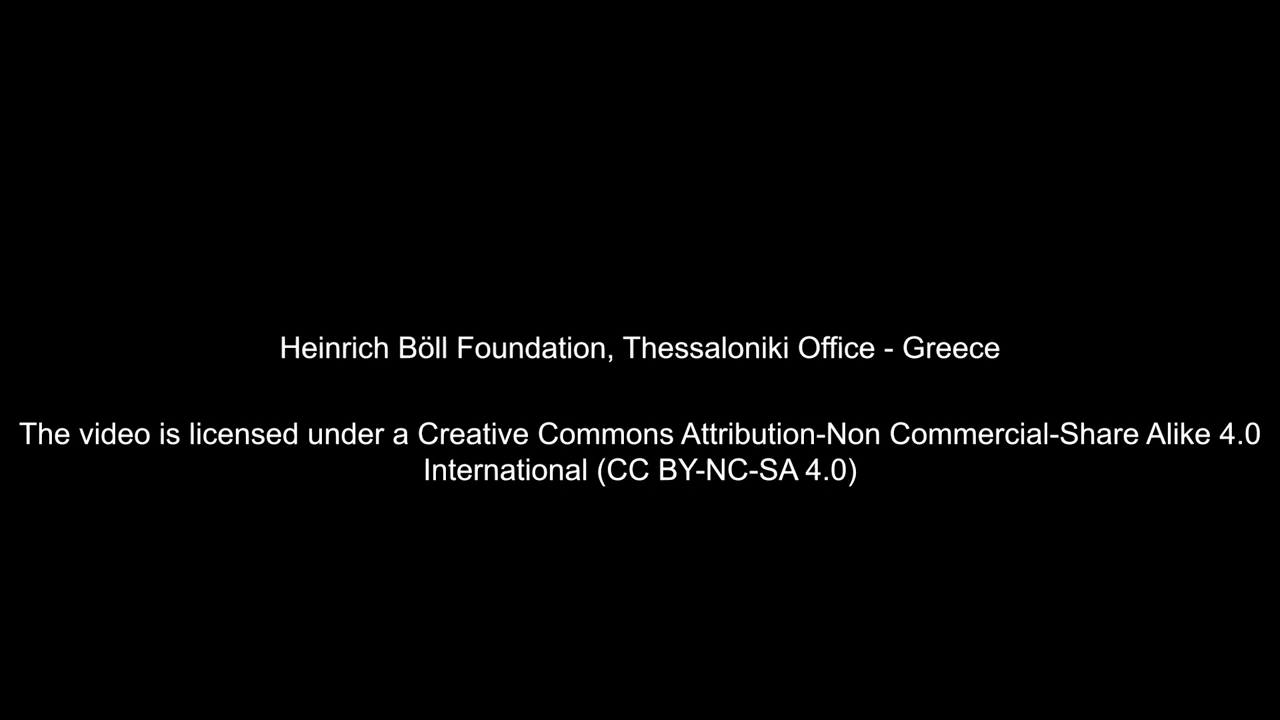 Heinrich Böll Foundation, Thessaloniki Office - Greece
The video is licensed under a Creative Commons Attribution-Non Commercial-Share Alike 4.0
International (CC BY-NC-SA 4.0)